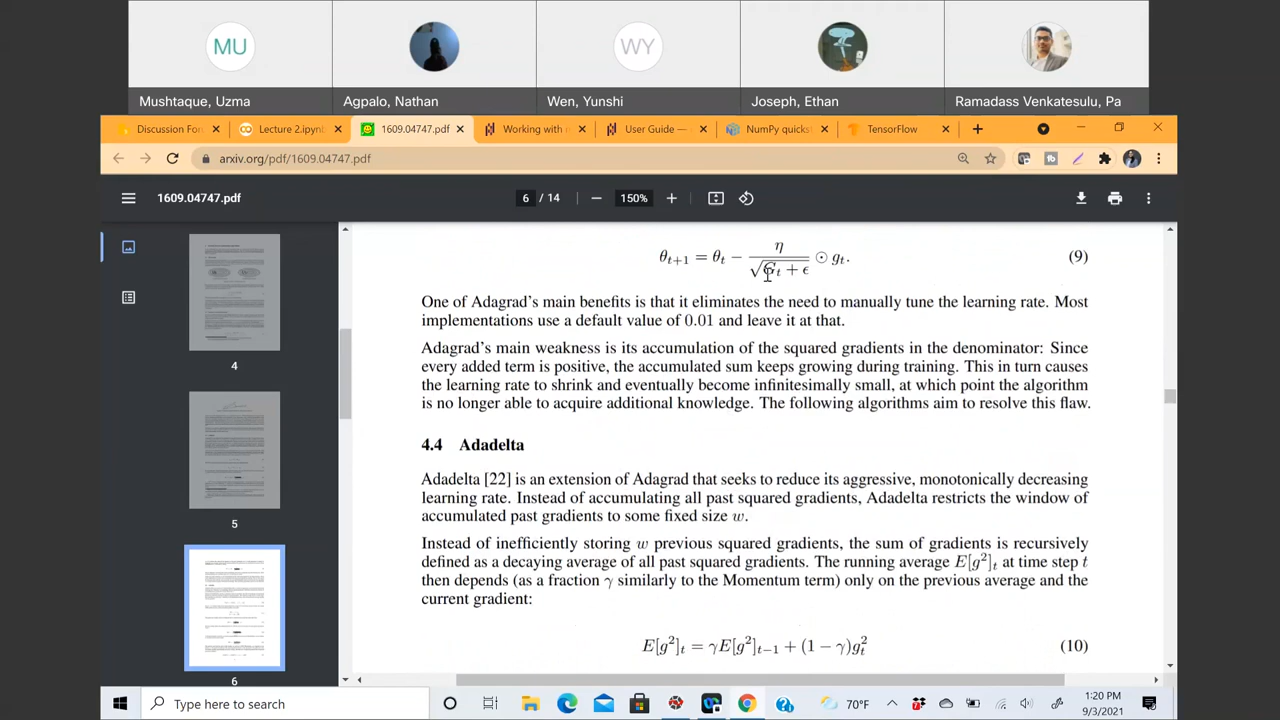 MU
WY
Mushtaque, Uzma
Agpalo, Nathan
Wen, Yunshi
Joseph, Ethan
Ramadass Venkatesulu, Pa
Discussion For
Lecture 2.ipynb
1609.04747.pdf
Working with m
User Guide —
NumPy quicks
TensorFlow
arxiv.org/pdf/1609.04747.pdf
1609.04747.pdf
6 / 14
150%
θt+1 = θt − η / √(Gt + ϵ) ⊙ gt. (9)
One of Adagrad's main benefits is that it eliminates the need to manually tune the learning rate. Most
implementations use a default value of 0.01 and leave it at that.
Adagrad's main weakness is its accumulation of the squared gradients in the denominator: Since
every added term is positive, the accumulated sum keeps growing during training. This in turn causes
the learning rate to shrink and eventually become infinitesimally small, at which point the algorithm
is no longer able to acquire additional knowledge. The following algorithms aim to resolve this flaw.
4.4 Adadelta
Adadelta [22] is an extension of Adagrad that seeks to reduce its aggressive, monotonically decreasing
learning rate. Instead of accumulating all past squared gradients, Adadelta restricts the window of
accumulated past gradients to some fixed size w.
Instead of inefficiently storing w previous squared gradients, the sum of gradients is recursively
defined as a decaying average of all past squared gradients. The running average E[g²]t at time step t
then depends (as a fraction γ similarly to the Momentum term) only on the previous average and the
current gradient:
E[g²]t = γE[g²]t−1 + (1 − γ)g²t (10)
4
5
6
Type here to search
70°F
1:20 PM
9/3/2021